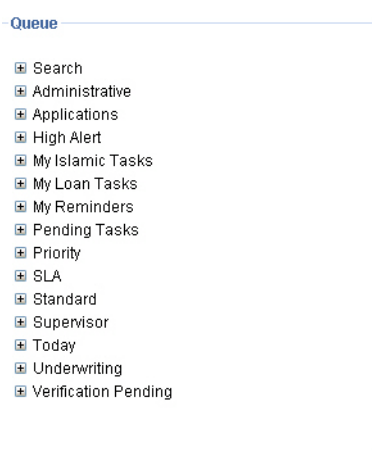 Queue
Search
Administrative
Applications
High Alert
My Islamic Tasks
My Loan Tasks
My Reminders
Pending Tasks
Priority
SLA
Standard
Supervisor
Today
Underwriting
Verification Pending